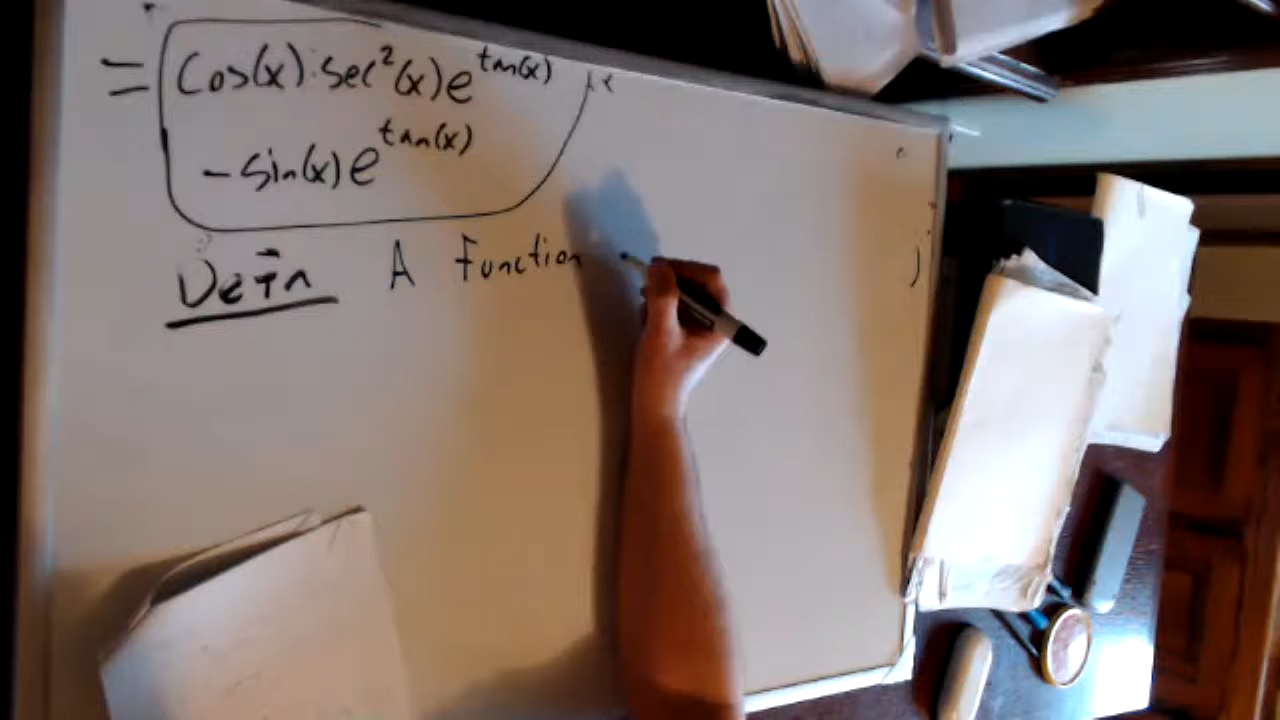 = cos(x)·sec²(x)e^tan(x)
-sin(x)e^tan(x)
Defn A Function